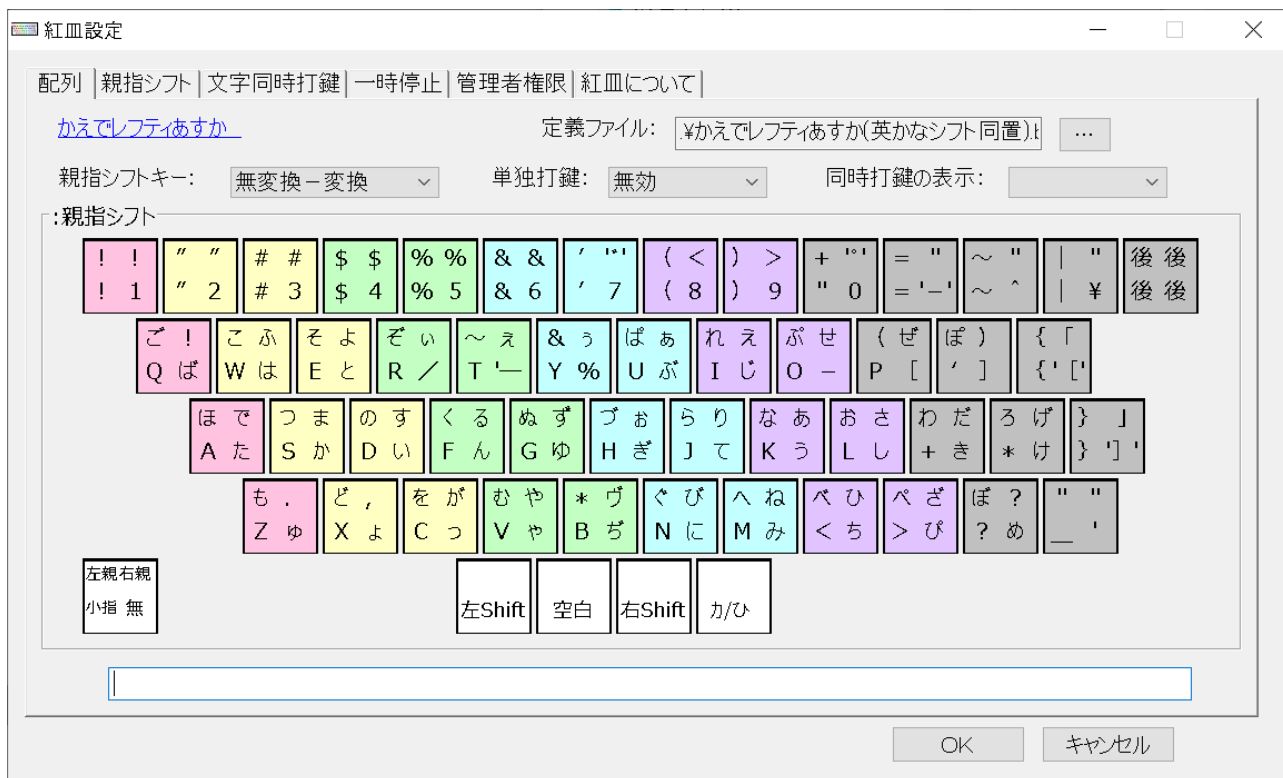 紅皿設定
配列 親指シフト 文字同時打鍵 一時停止 管理者権限 紅皿について
かえでレフティあすか 定義ファイル： .¥かえでレフティあすか(英かなシフト同置).b ...
親指シフトキー： 無変換－変換 単独打鍵： 無効 同時打鍵の表示：
:親指シフト
! ! ″ ″ # # $ $ % % & & ′ '゛' ( < ) > + '゜' = " ～ " | " 後 後
! 1 ″ 2 # 3 $ 4 % 5 & 6 ′ 7 ( 8 ) 9 " 0 = '－' ～ ^ | ¥ 後 後
ご ! こ ふ そ よ ぞ ぃ ～ ぇ & ぅ ぱ ぁ れ え ぷ せ ( ぜ ぽ ) { 「
Q ば W は E と R ／ T '― Y % U ぶ I じ O － P [ ‘ ] {' ['
ほ で つ ま の す く る ぬ ず づ ぉ ら り な あ お さ わ だ ろ げ } 」
A た S か D い F ん G ゆ H ぎ J て K う L し + き * け } ']'
も . ど , を が む や * ヴ ぐ び へ ね べ ひ ぺ ざ ぼ ? " "
Z ゅ X ょ C っ V ゃ B ぢ N に M み < ち > ぴ ? め _ '
左親右親
小指 無 左Shift 空白 右Shift カ/ひ
OK キャンセル